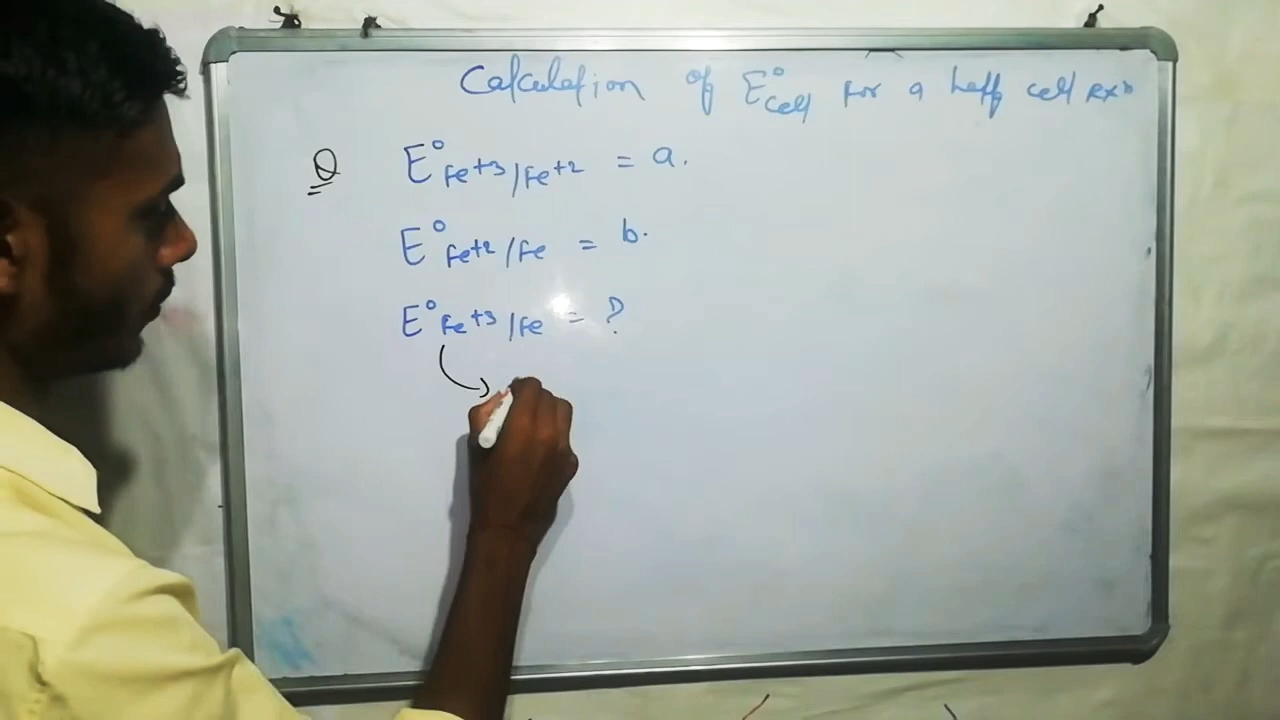 Calculation of E°cell for a half cell Rxn
Q E°Fe+3/Fe+2 = a.
E°Fe+2/Fe = b.
E°Fe+3/Fe = ?